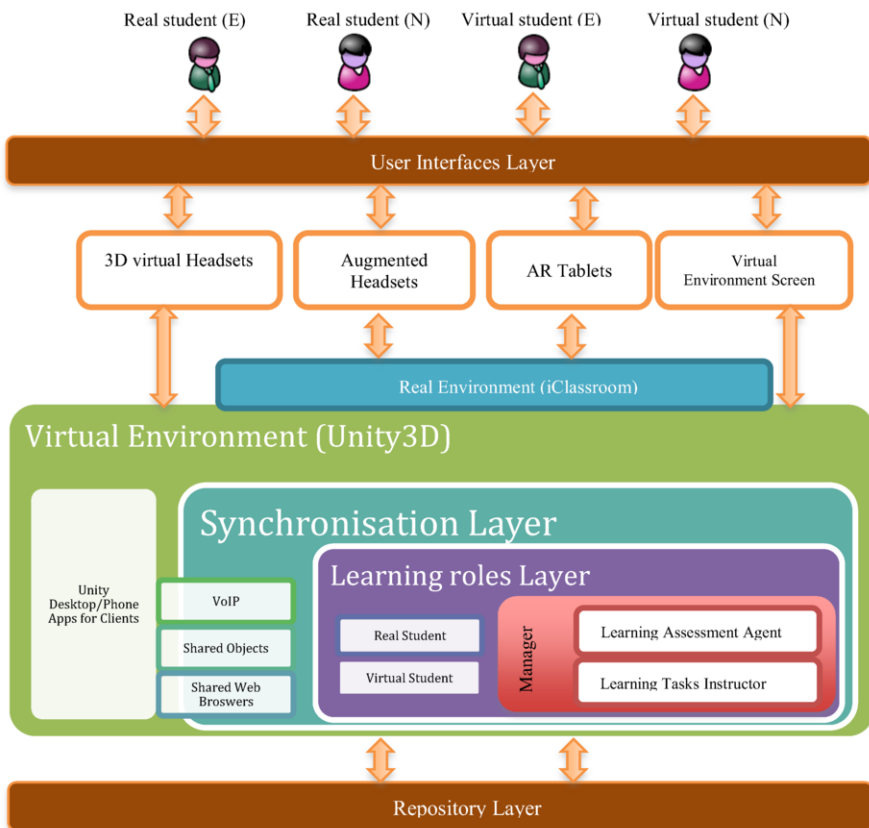 Real student (E)
Real student (N)
Virtual student (E)
Virtual student (N)
User Interfaces Layer
3D virtual Headsets
Augmented
Headsets
AR Tablets
Virtual
Environment Screen
Real Environment (iClassroom)
Virtual Environment (Unity3D)
Synchronisation Layer
Learning roles Layer
Unity
Desktop/Phone
Apps for Clients
VoIP
Shared Objects
Shared Web
Broswers
Real Student
Virtual Student
Manager
Learning Assessment Agent
Learning Tasks Instructor
Repository Layer